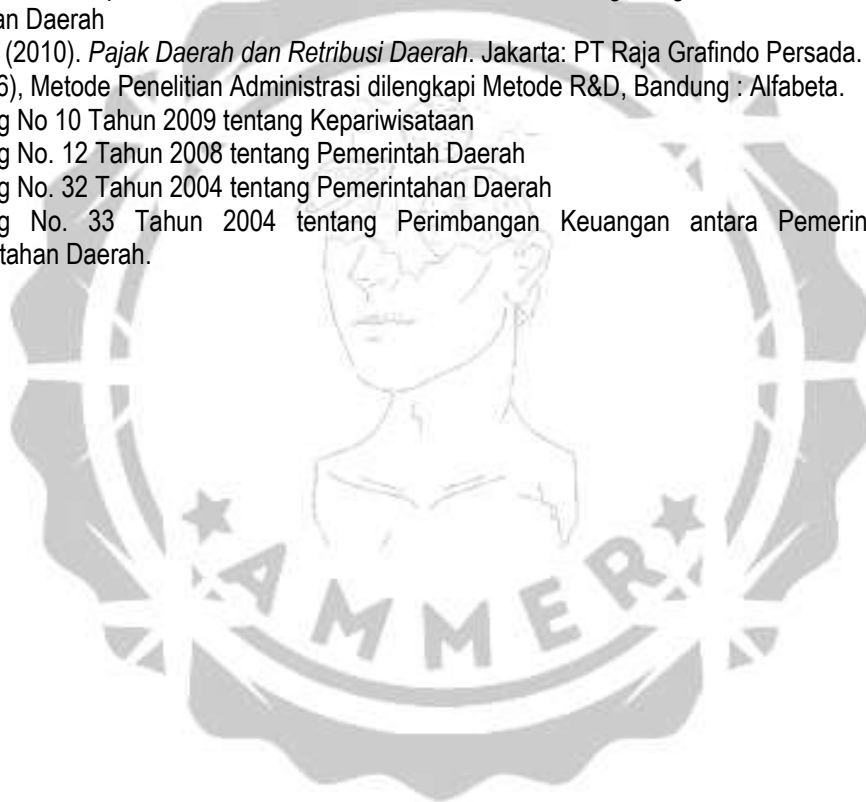 an Daerah
(2010). Pajak Daerah dan Retribusi Daerah. Jakarta: PT Raja Grafindo Persada.
6), Metode Penelitian Administrasi dilengkapi Metode R&D, Bandung : Alfabeta.
g No 10 Tahun 2009 tentang Kepariwisataan
g No. 12 Tahun 2008 tentang Pemerintah Daerah
g No. 32 Tahun 2004 tentang Pemerintahan Daerah
g No. 33 Tahun 2004 tentang Perimbangan Keuangan antara Pemerin
tahan Daerah.
AMMER